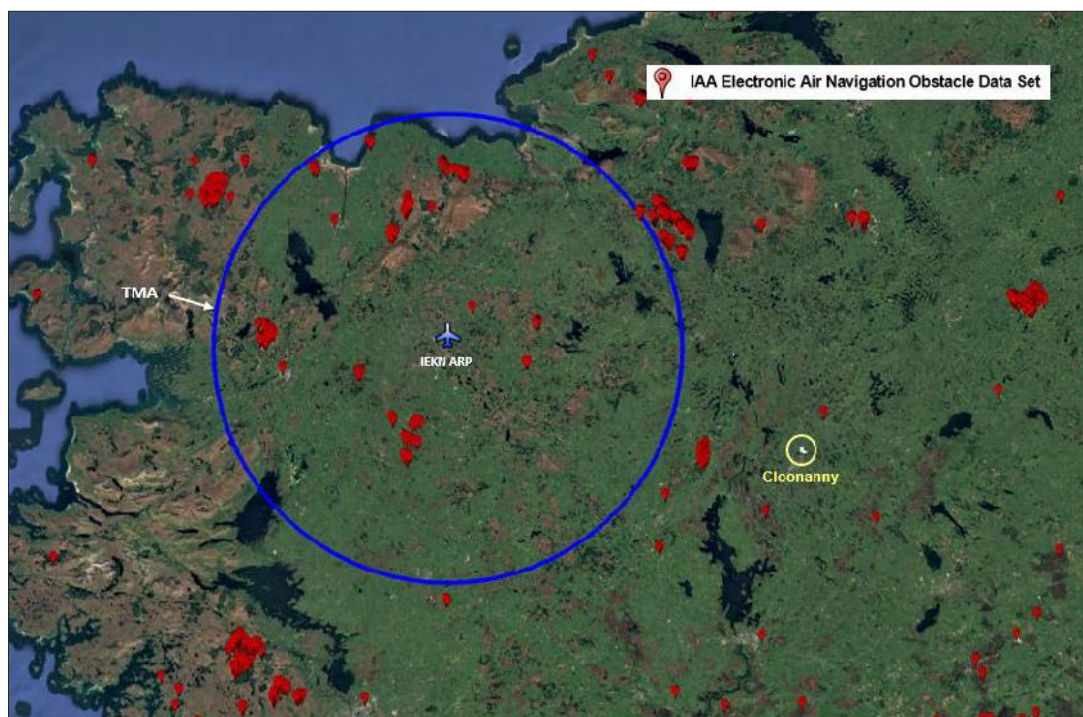 IAA Electronic Air Navigation Obstacle Data Set
TMA
IEKN ARP
Cloonanny